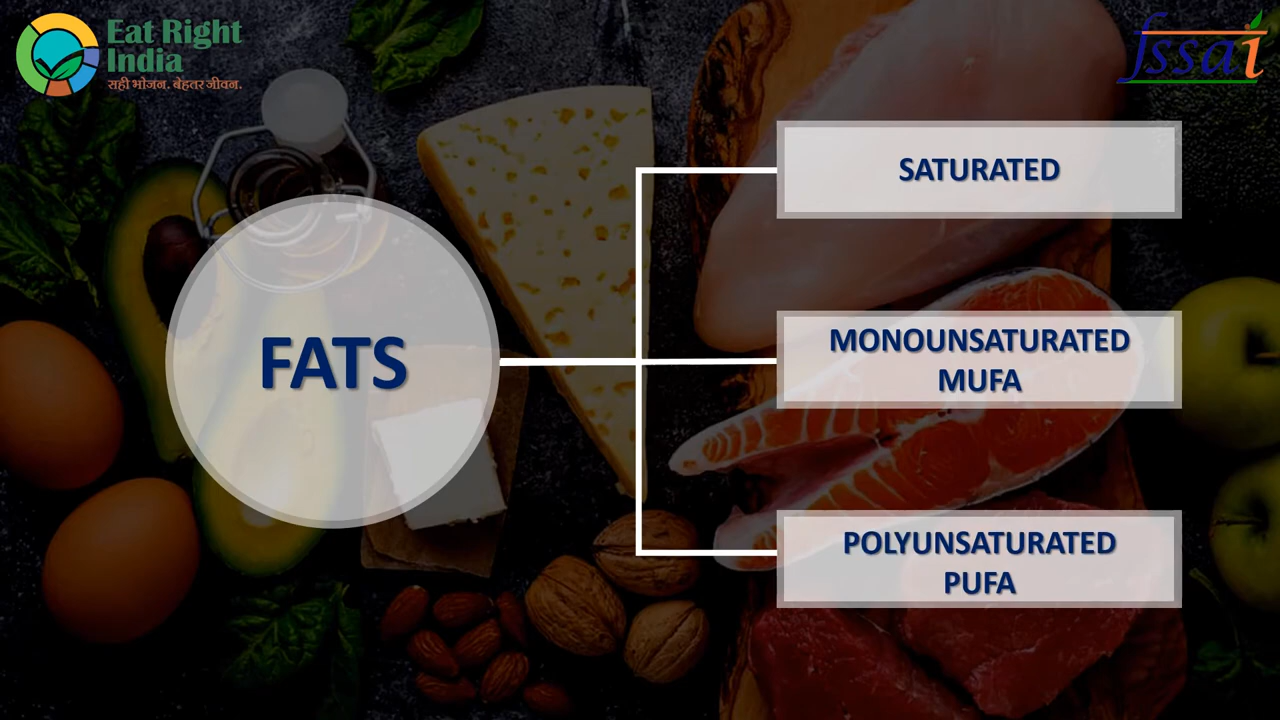 Eat Right
India
सही भोजन. बेहतर जीवन.
fssai
SATURATED
FATS
MONOUNSATURATED
MUFA
POLYUNSATURATED
PUFA